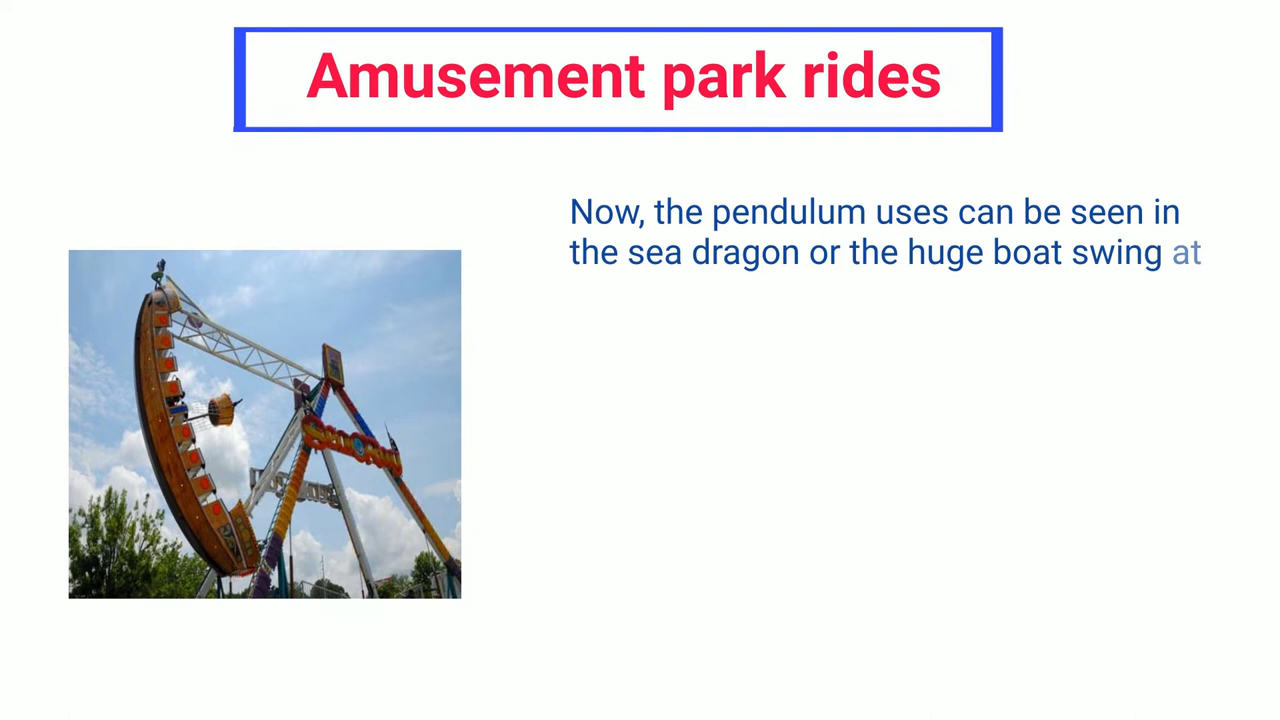 Amusement park rides
Now, the pendulum uses can be seen in
the sea dragon or the huge boat swing at